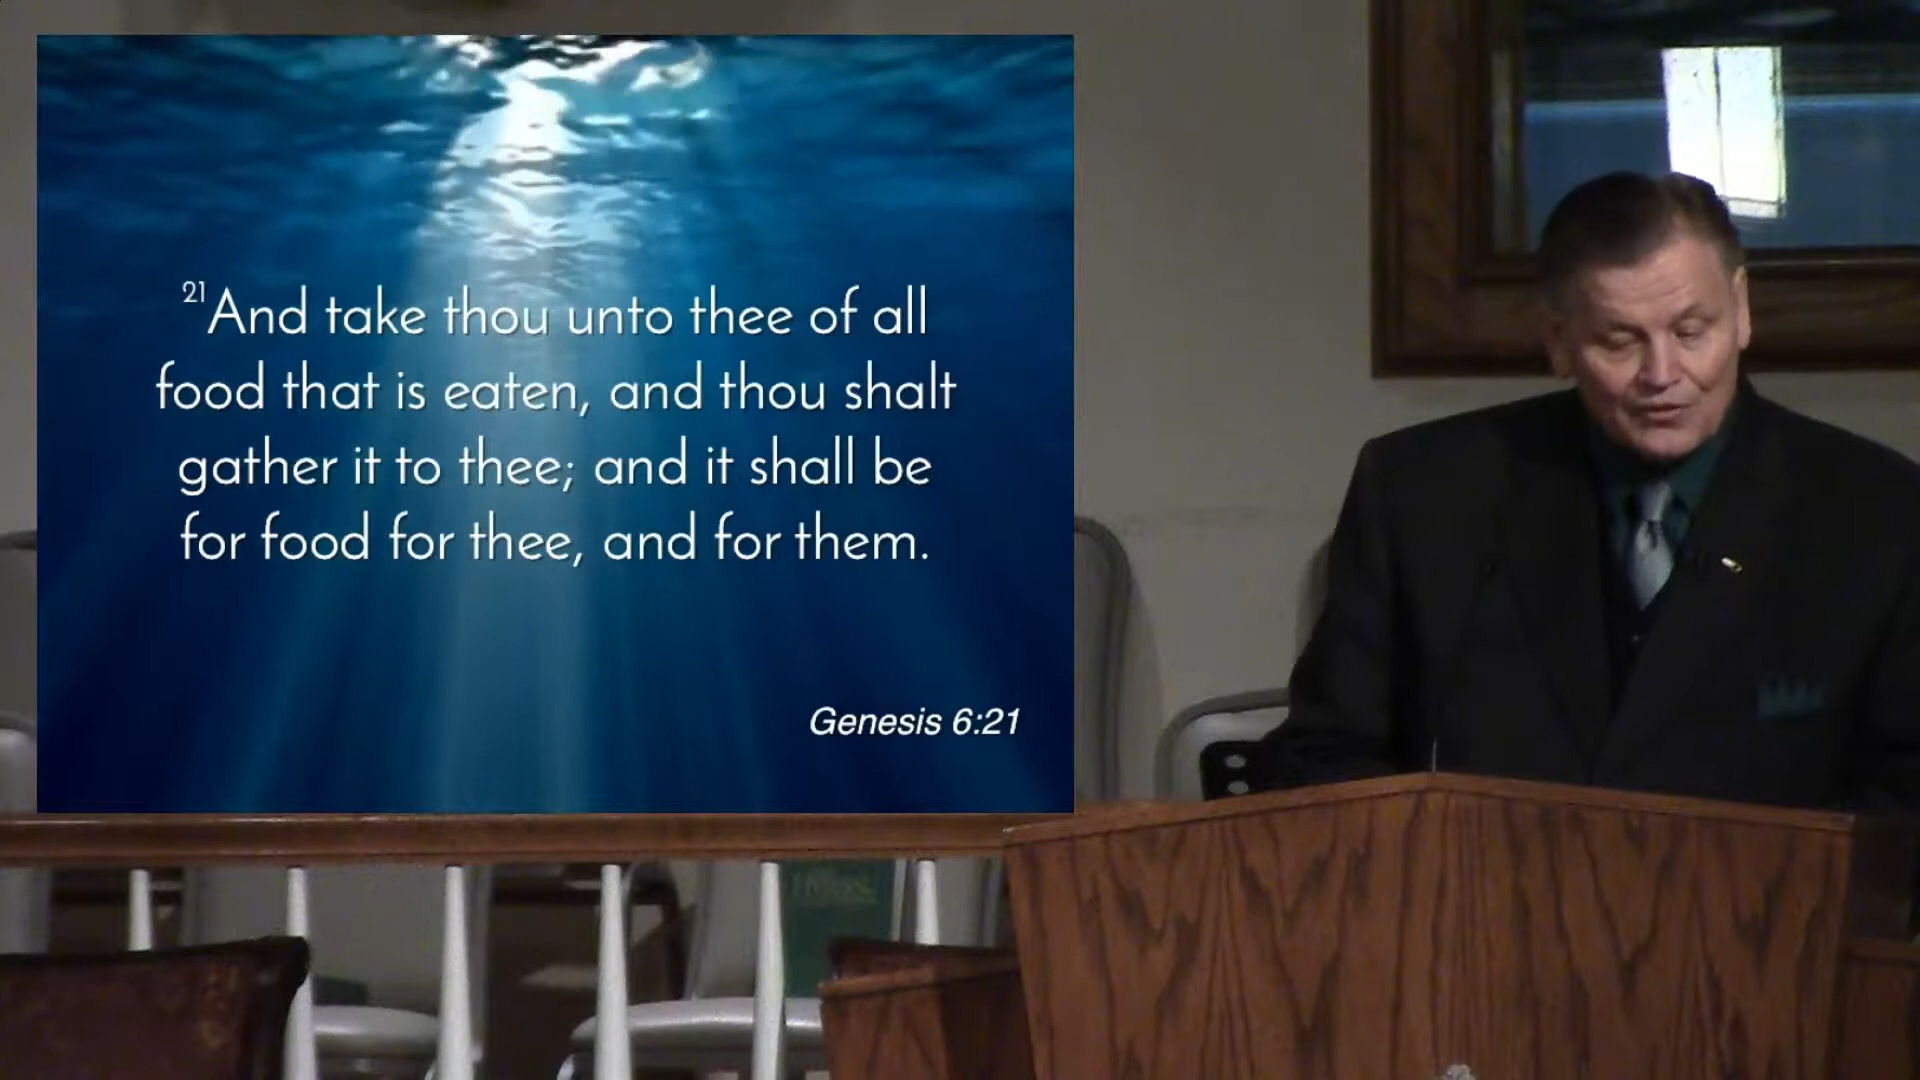 21And take thou unto thee of all
food that is eaten, and thou shalt
gather it to thee; and it shall be
for food for thee, and for them.
Genesis 6:21